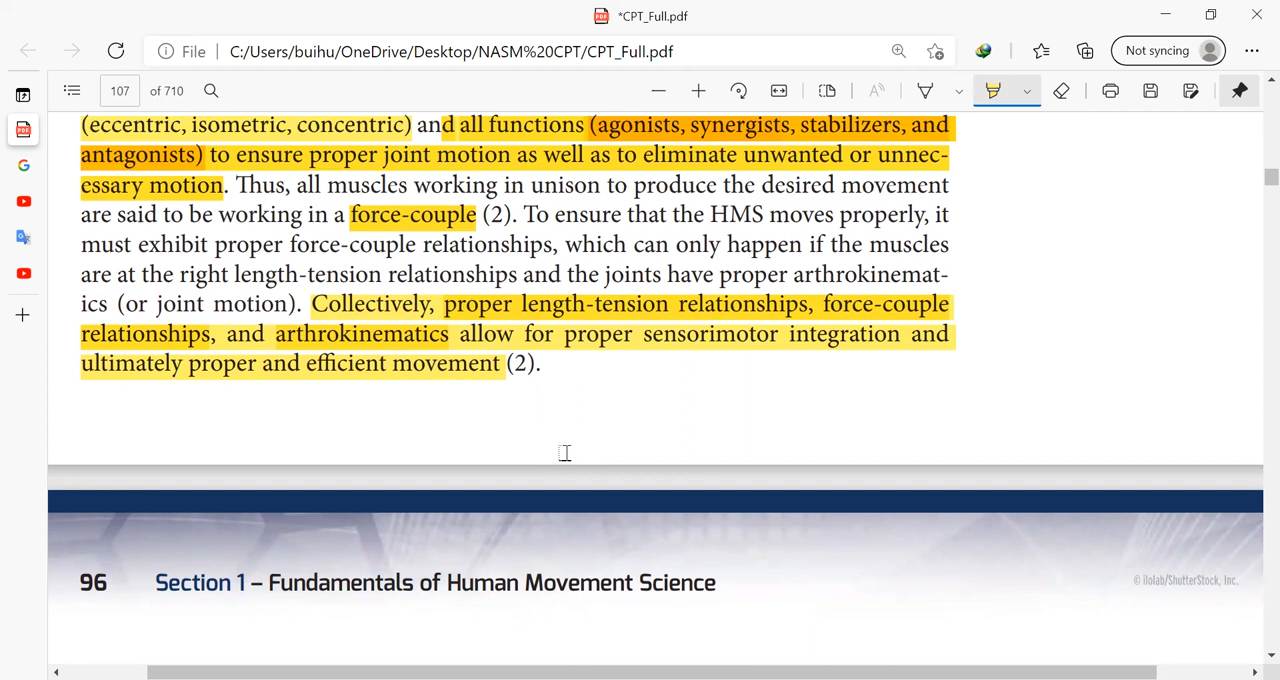 *CPT_Full.pdf
File C:/Users/buihu/OneDrive/Desktop/NASM%20CPT/CPT_Full.pdf Not syncing
107 of 710
(eccentric, isometric, concentric) and all functions (agonists, synergists, stabilizers, and
antagonists) to ensure proper joint motion as well as to eliminate unwanted or unnec-
essary motion. Thus, all muscles working in unison to produce the desired movement
are said to be working in a force-couple (2). To ensure that the HMS moves properly, it
must exhibit proper force-couple relationships, which can only happen if the muscles
are at the right length-tension relationships and the joints have proper arthrokinemat-
ics (or joint motion). Collectively, proper length-tension relationships, force-couple
relationships, and arthrokinematics allow for proper sensorimotor integration and
ultimately proper and efficient movement (2).
96 Section 1 – Fundamentals of Human Movement Science
© ilolab/ShutterStock, Inc.